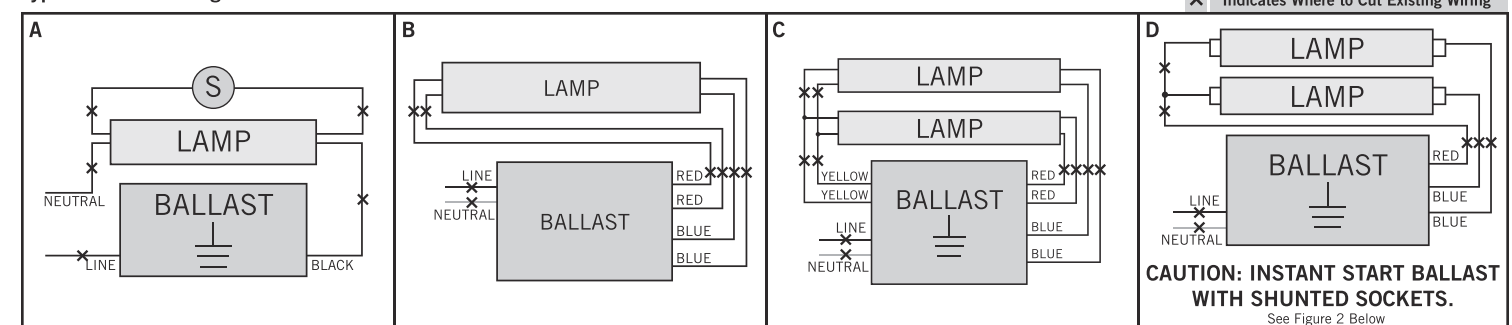 Indicates Where to Cut Existing Wiring
A
S
LAMP
NEUTRAL
BALLAST
LINE
BLACK
B
LAMP
LINE
NEUTRAL
BALLAST
RED
RED
BLUE
BLUE
C
LAMP
LAMP
YELLOW
YELLOW
LINE
NEUTRAL
BALLAST
RED
RED
BLUE
BLUE
D
LAMP
LAMP
BALLAST
LINE
NEUTRAL
RED
BLUE
BLUE
CAUTION: INSTANT START BALLAST
WITH SHUNTED SOCKETS.
See Figure 2 Below